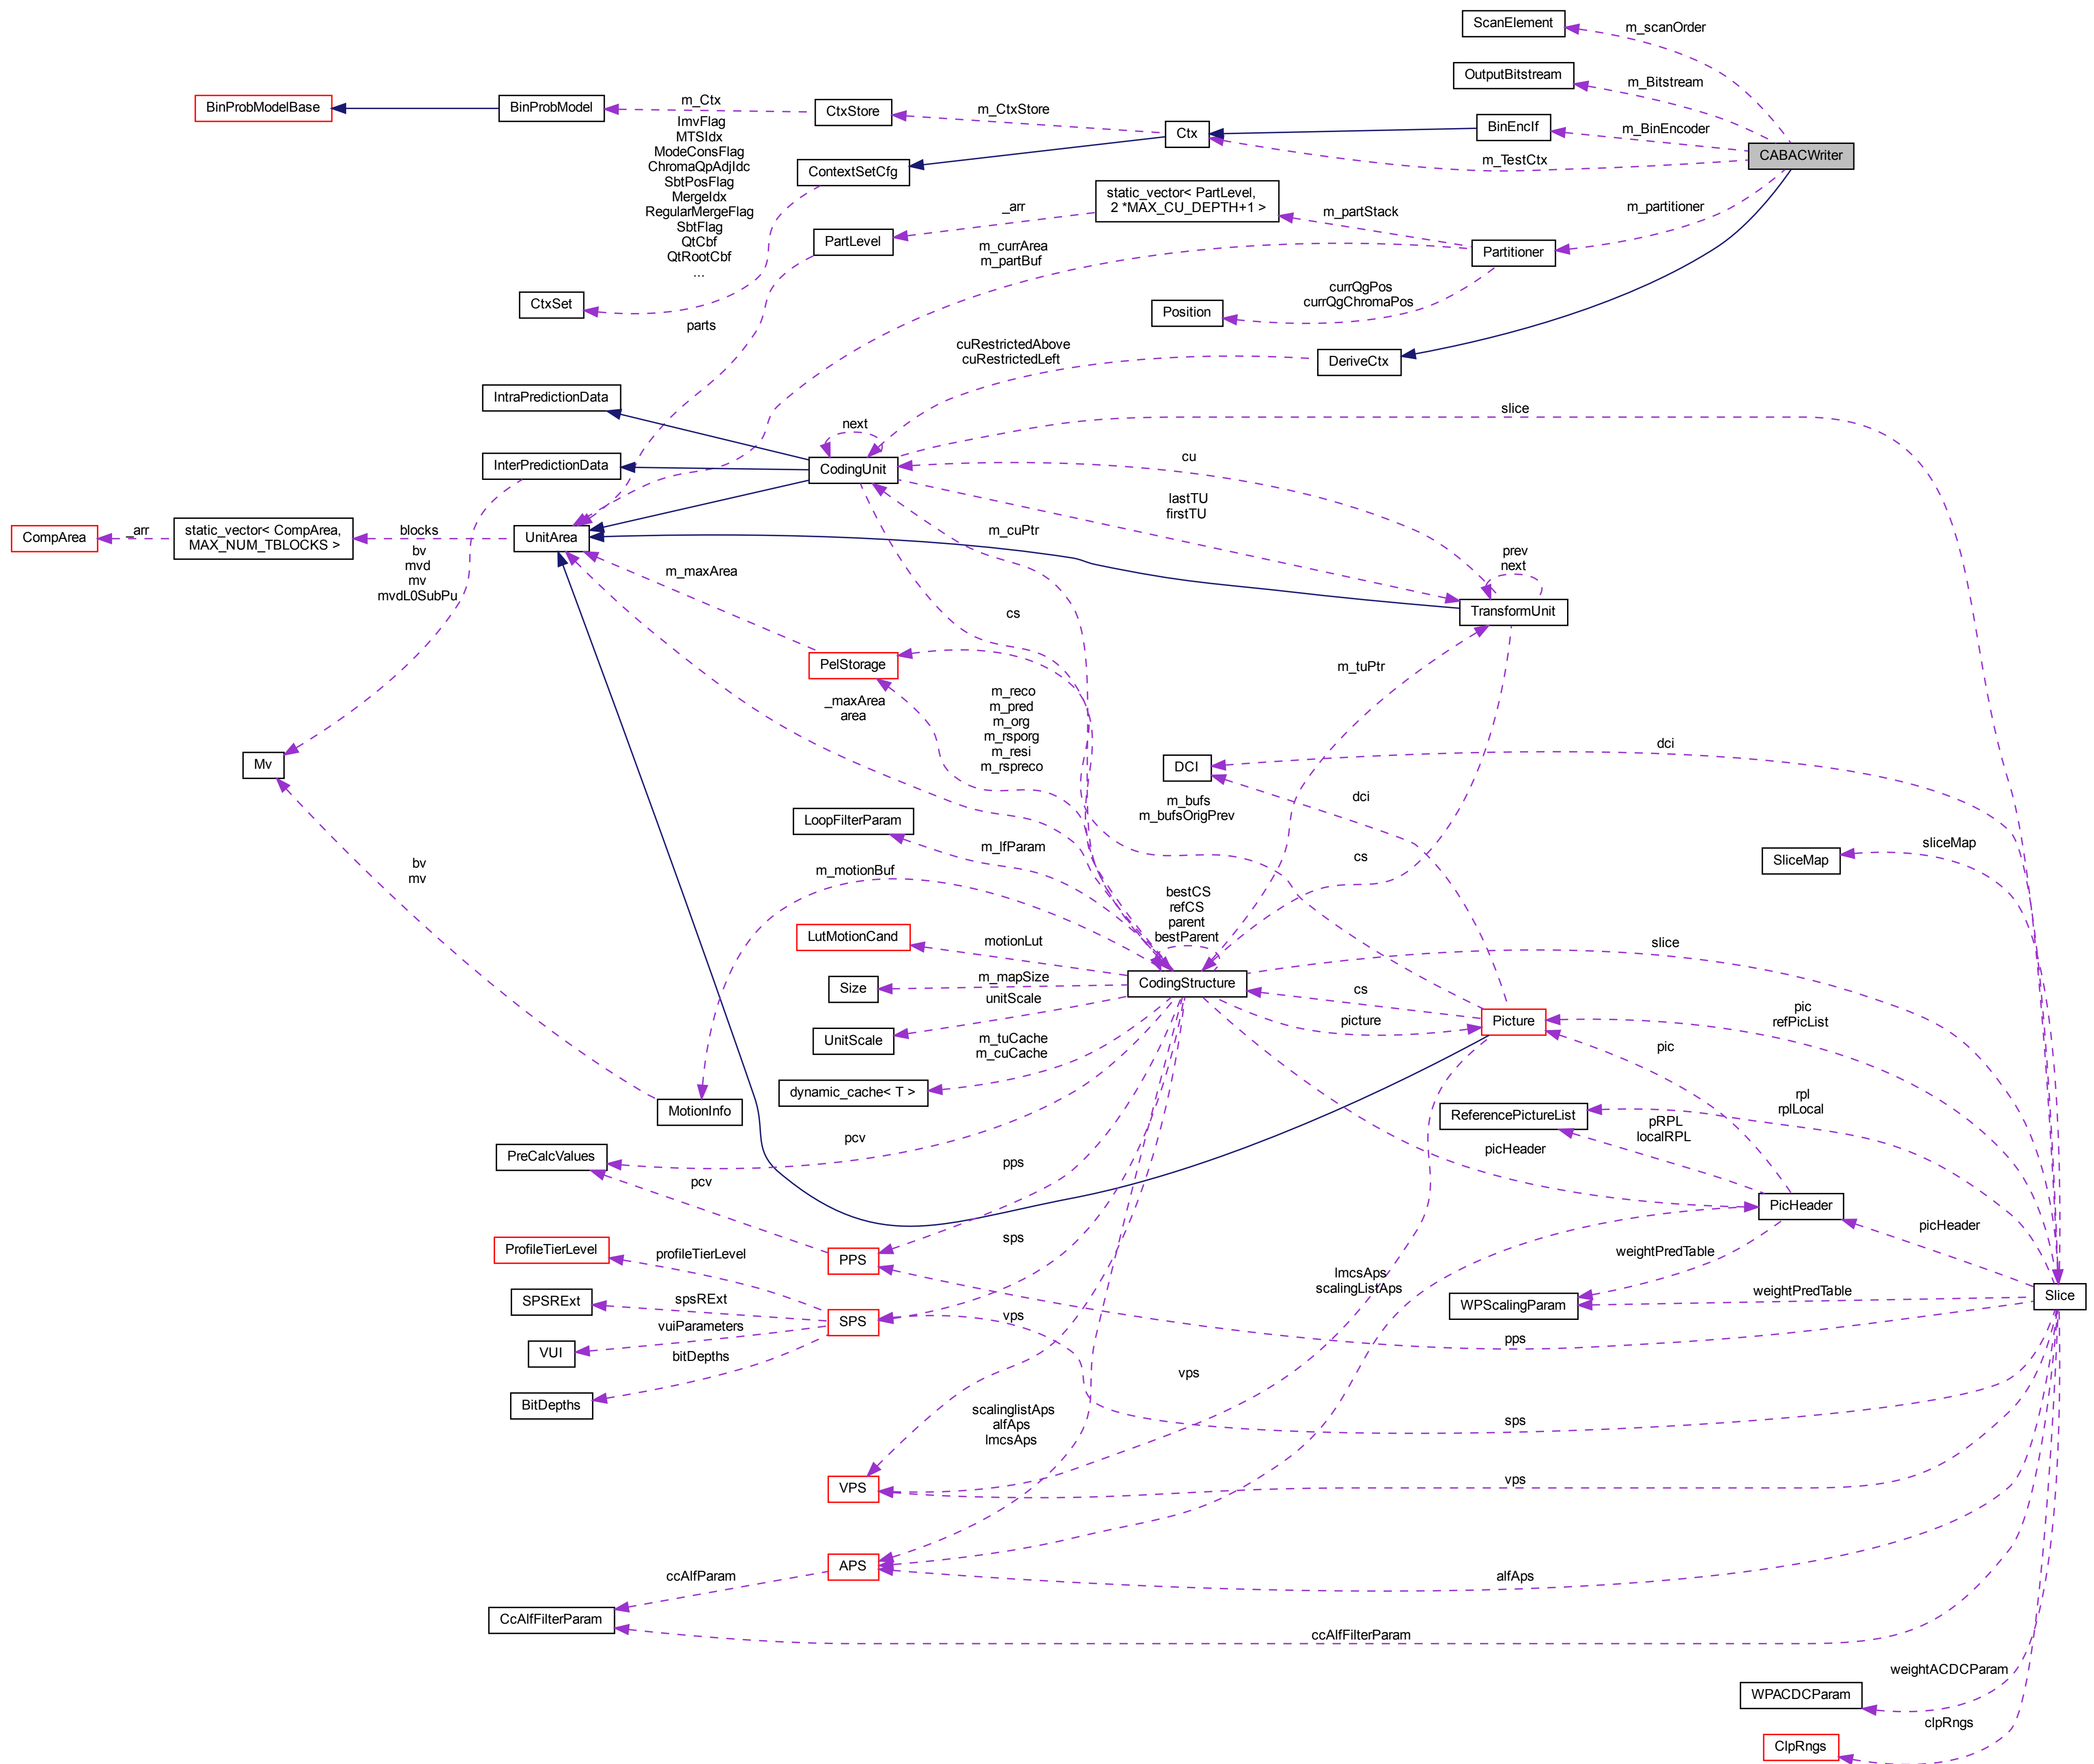 ScanElement
m_scanOrder
OutputBitstream
m_Bitstream
BinProbModelBase
BinProbModel
m_Ctx
CtxStore
m_CtxStore
Ctx
BinEncIf
m_BinEncoder
CABACWriter
m_TestCtx
ImvFlag
MTSIdx
ModeConsFlag
ChromaQpAdjIdc
SbtPosFlag
MergeIdx
RegularMergeFlag
SbtFlag
QtCbf
QtRootCbf
...
ContextSetCfg
static_vector< PartLevel,
2 *MAX_CU_DEPTH+1 >
_arr
m_partStack
m_partitioner
PartLevel
m_currArea
m_partBuf
Partitioner
CtxSet
Position
currQgPos
currQgChromaPos
parts
cuRestrictedAbove
cuRestrictedLeft
DeriveCtx
IntraPredictionData
next
slice
InterPredictionData
CodingUnit
cu
lastTU
firstTU
CompArea
_arr
static_vector< CompArea,
MAX_NUM_TBLOCKS >
blocks
UnitArea
m_cuPtr
bv
mvd
mv
mvdL0SubPu
m_maxArea
prev
next
cs
TransformUnit
PelStorage
m_tuPtr
_maxArea
area
m_reco
m_pred
m_org
m_rsporg
m_resi
m_rspreco
Mv
DCI
dci
m_bufs
m_bufsOrigPrev
dci
LoopFilterParam
m_lfParam
sliceMap
SliceMap
cs
bv
mv
m_motionBuf
bestCS
refCS
parent
bestParent
LutMotionCand
motionLut
slice
Size
m_mapSize
CodingStructure
cs
unitScale
picture
Picture
pic
refPicList
UnitScale
m_tuCache
m_cuCache
pic
dynamic_cache< T >
MotionInfo
ReferencePictureList
rpl
rplLocal
pRPL
localRPL
PreCalcValues
pcv
pps
picHeader
pcv
PicHeader
picHeader
ProfileTierLevel
profileTierLevel
sps
PPS
weightPredTable
lmcsAps
scalingListAps
SPSRExt
spsRExt
WPScalingParam
weightPredTable
Slice
SPS
vps
vuiParameters
VUI
pps
bitDepths
BitDepths
vps
scalinglistAps
alfAps
lmcsAps
sps
VPS
vps
APS
ccAlfParam
alfAps
CcAlfFilterParam
ccAlfFilterParam
weightACDCParam
WPACDCParam
clpRngs
ClpRngs